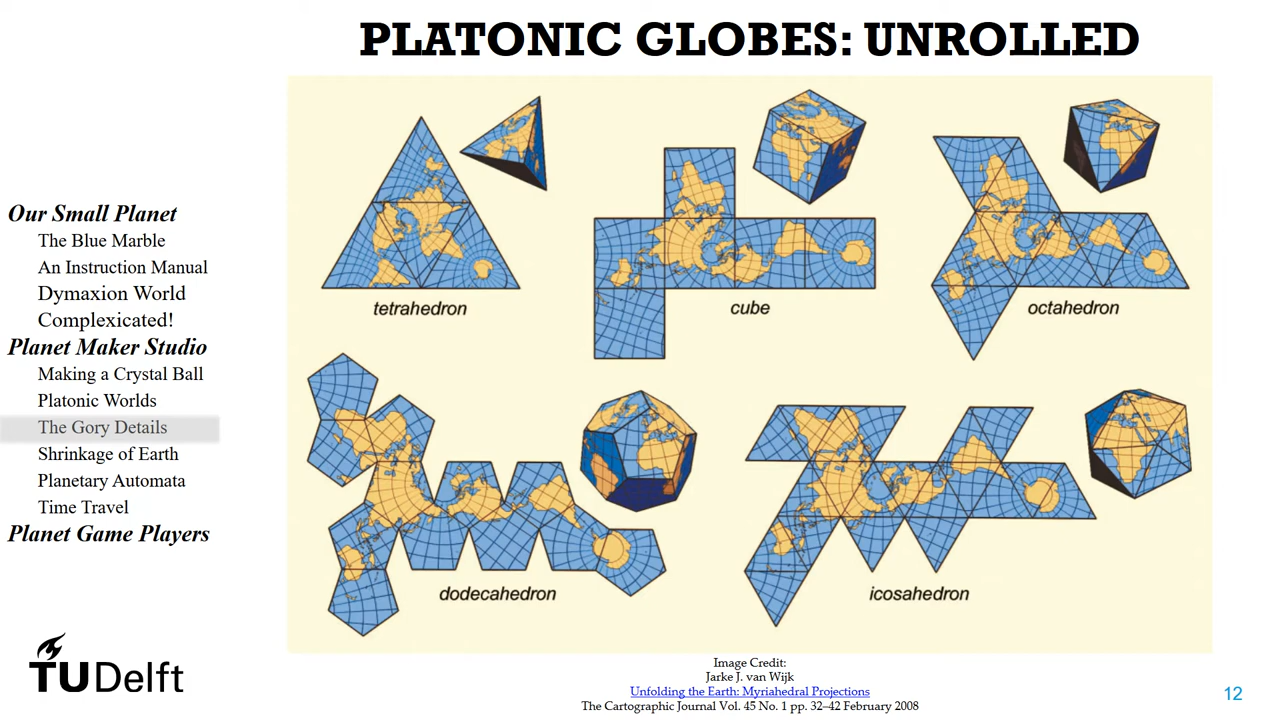 PLATONIC GLOBES: UNROLLED
tetrahedron
cube
octahedron
dodecahedron
icosahedron
Our Small Planet
The Blue Marble
An Instruction Manual
Dymaxion World
Complexicated!
Planet Maker Studio
Making a Crystal Ball
Platonic Worlds
The Gory Details
Shrinkage of Earth
Planetary Automata
Time Travel
Planet Game Players
TUDelft
Image Credit:
Jarke J. van Wijk
Unfolding the Earth: Myriahedral Projections
The Cartographic Journal Vol. 45 No. 1 pp. 32–42 February 2008
12